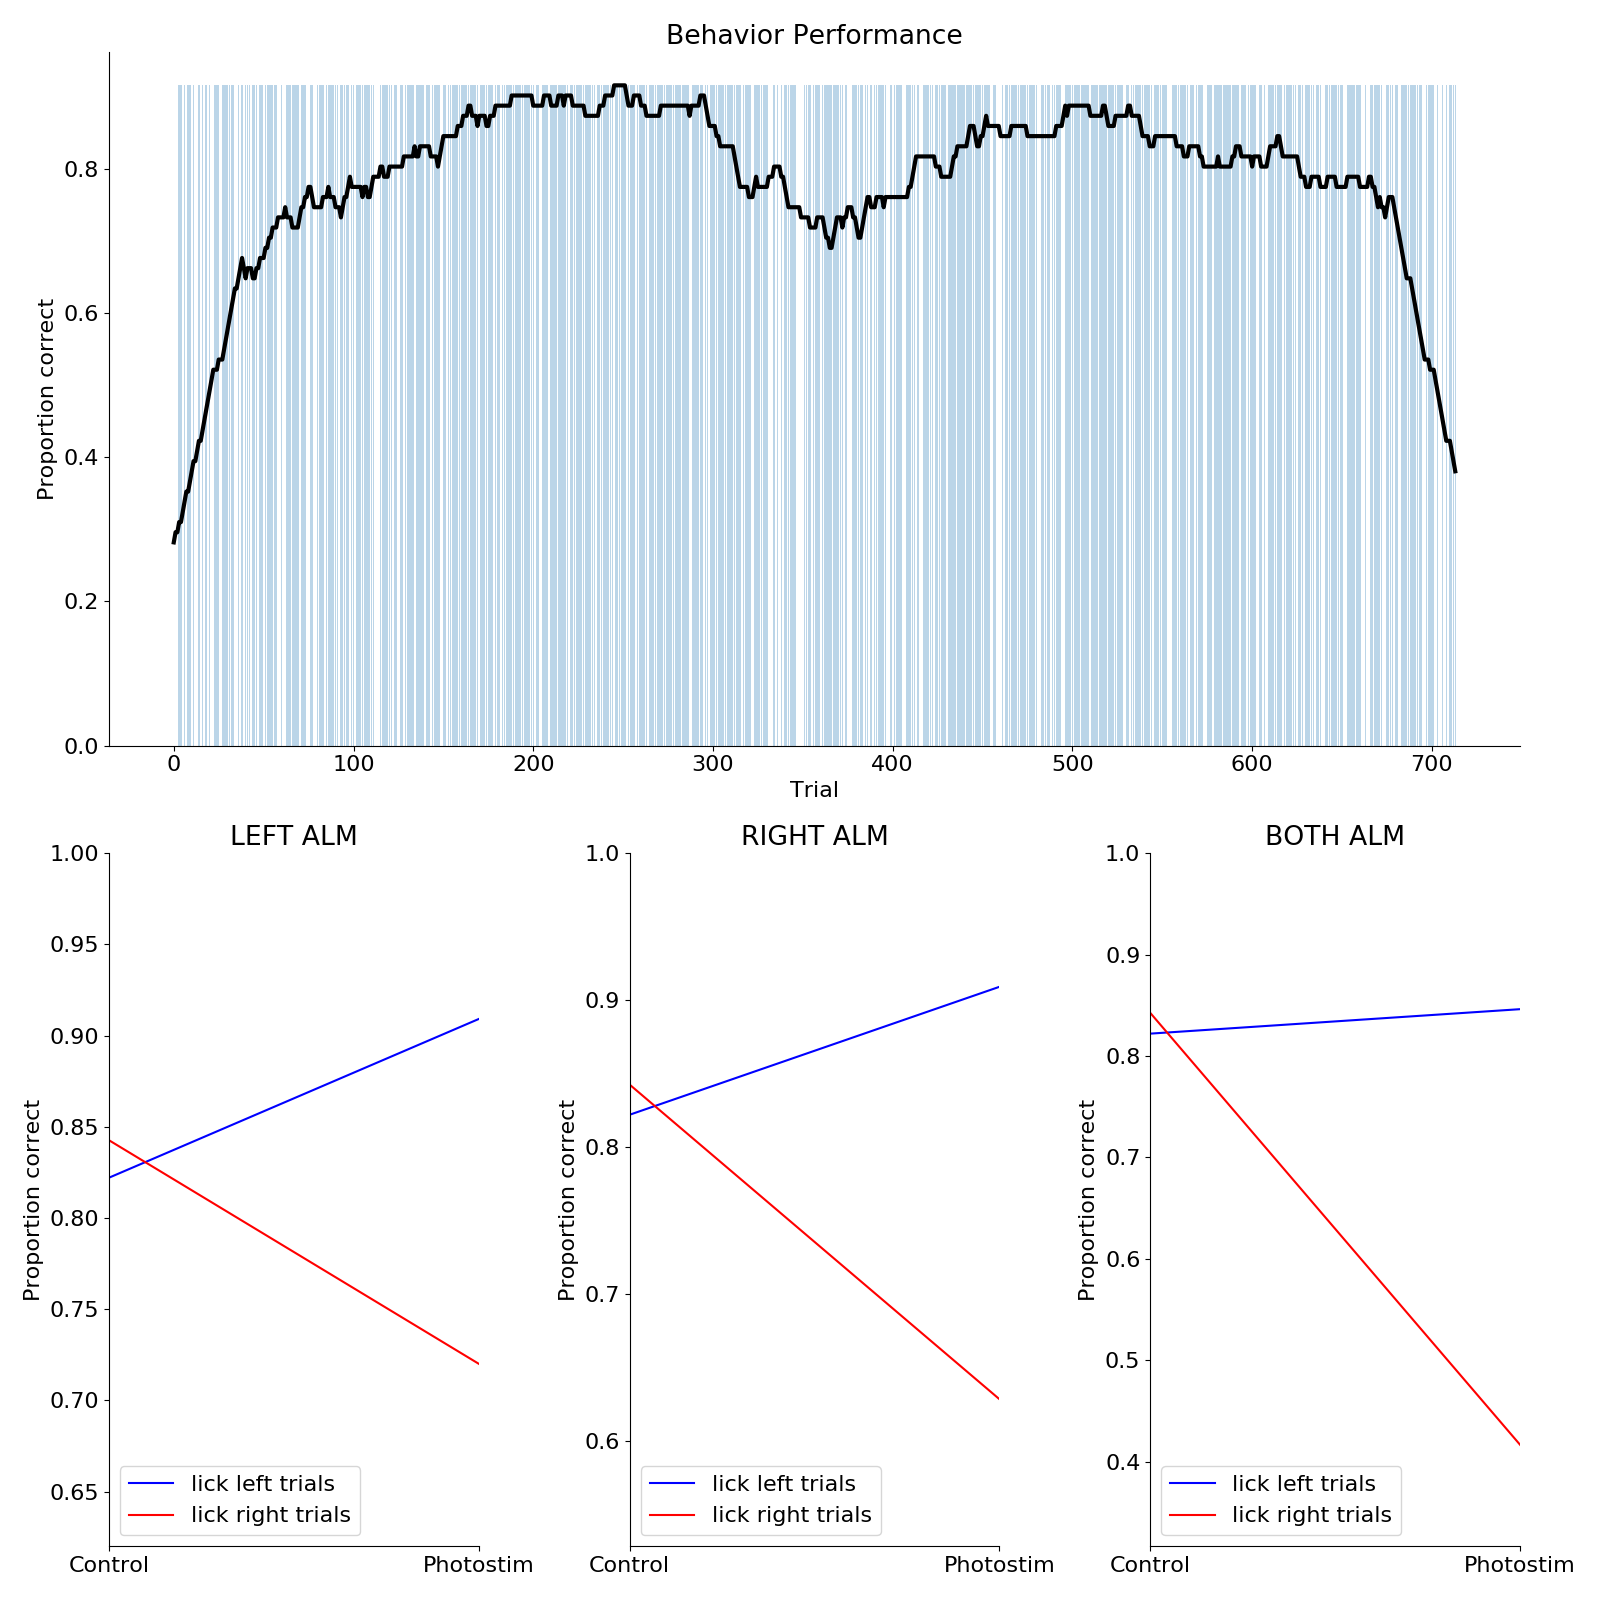 Behavior Performance
Proportion correct
0.8
0.6
0.4
0.2
0.0
0 100 200 300 400 500 600 700
Trial
LEFT ALM
Proportion correct
1.00
0.95
0.90
0.85
0.80
0.75
0.70
0.65
lick left trials
lick right trials
Control Photostim
RIGHT ALM
Proportion correct
1.0
0.9
0.8
0.7
0.6
lick left trials
lick right trials
Control Photostim
BOTH ALM
Proportion correct
1.0
0.9
0.8
0.7
0.6
0.5
0.4
lick left trials
lick right trials
Control Photostim